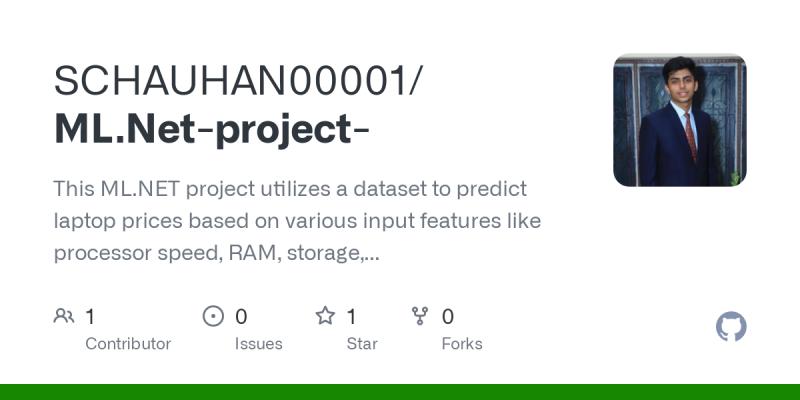 SCHAUHAN00001/
ML.Net-project-
This ML.NET project utilizes a dataset to predict
laptop prices based on various input features like
processor speed, RAM, storage,...
1 0 1 0
Contributor Issues Star Forks